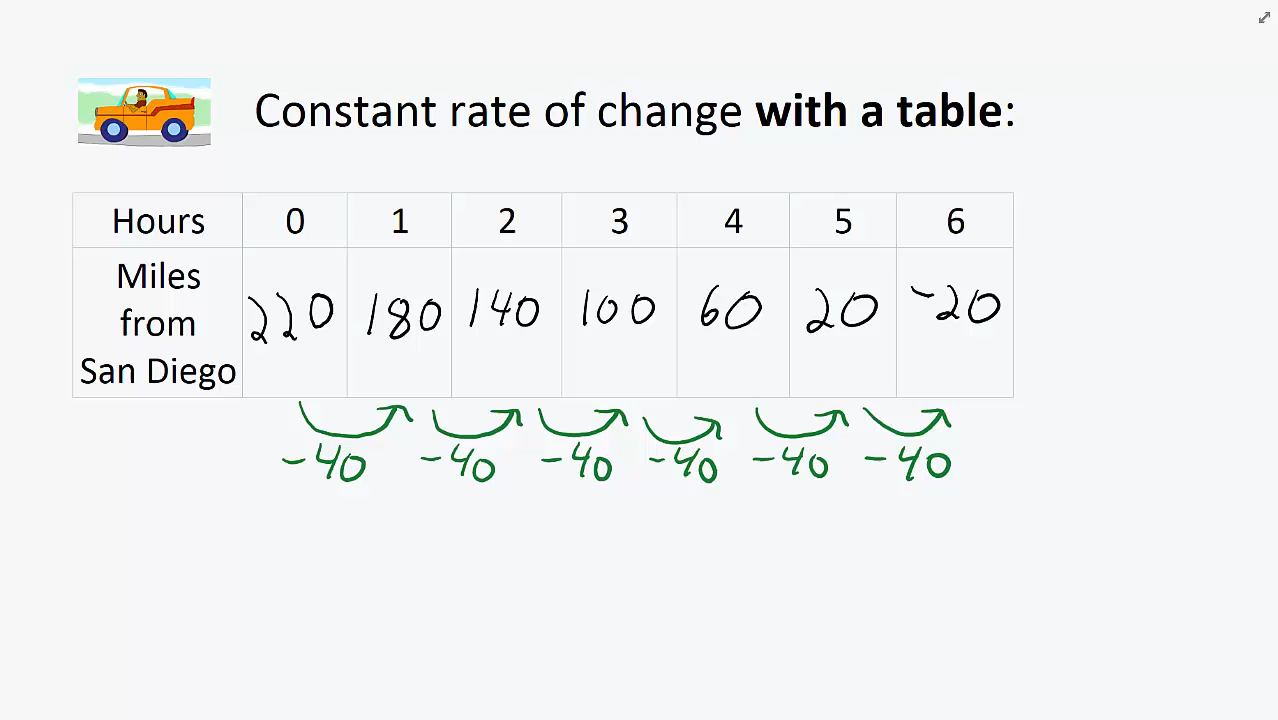 Constant rate of change with a table:
Hours 0 1 2 3 4 5 6
Miles from San Diego 220 180 140 100 60 20 -20
-40 -40 -40 -40 -40 -40